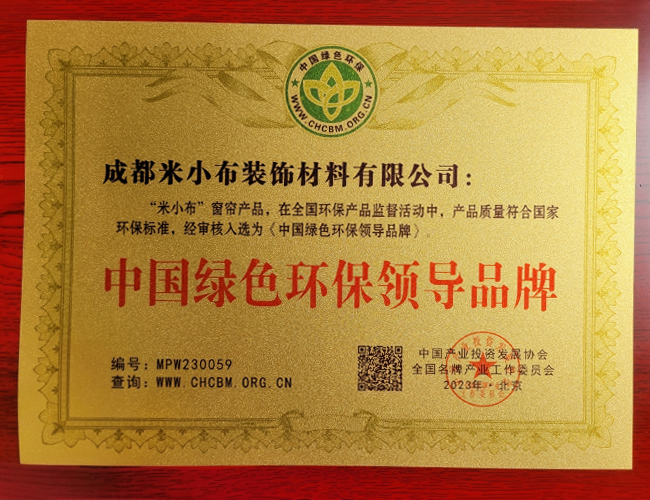 中国绿色环保
WWW.CHCBM.ORG.CN
成都米小布装饰材料有限公司：
“米小布”窗帘产品，在全国环保产品监督活动中，产品质量符合国家
环保标准，经审核入选为《中国绿色环保领导品牌》。
中国绿色环保领导品牌
编号：MPW230059
查询：WWW.CHCBM.ORG.CN
中国产业投资发展协会
全国名牌产业工作委员会
2023年·北京